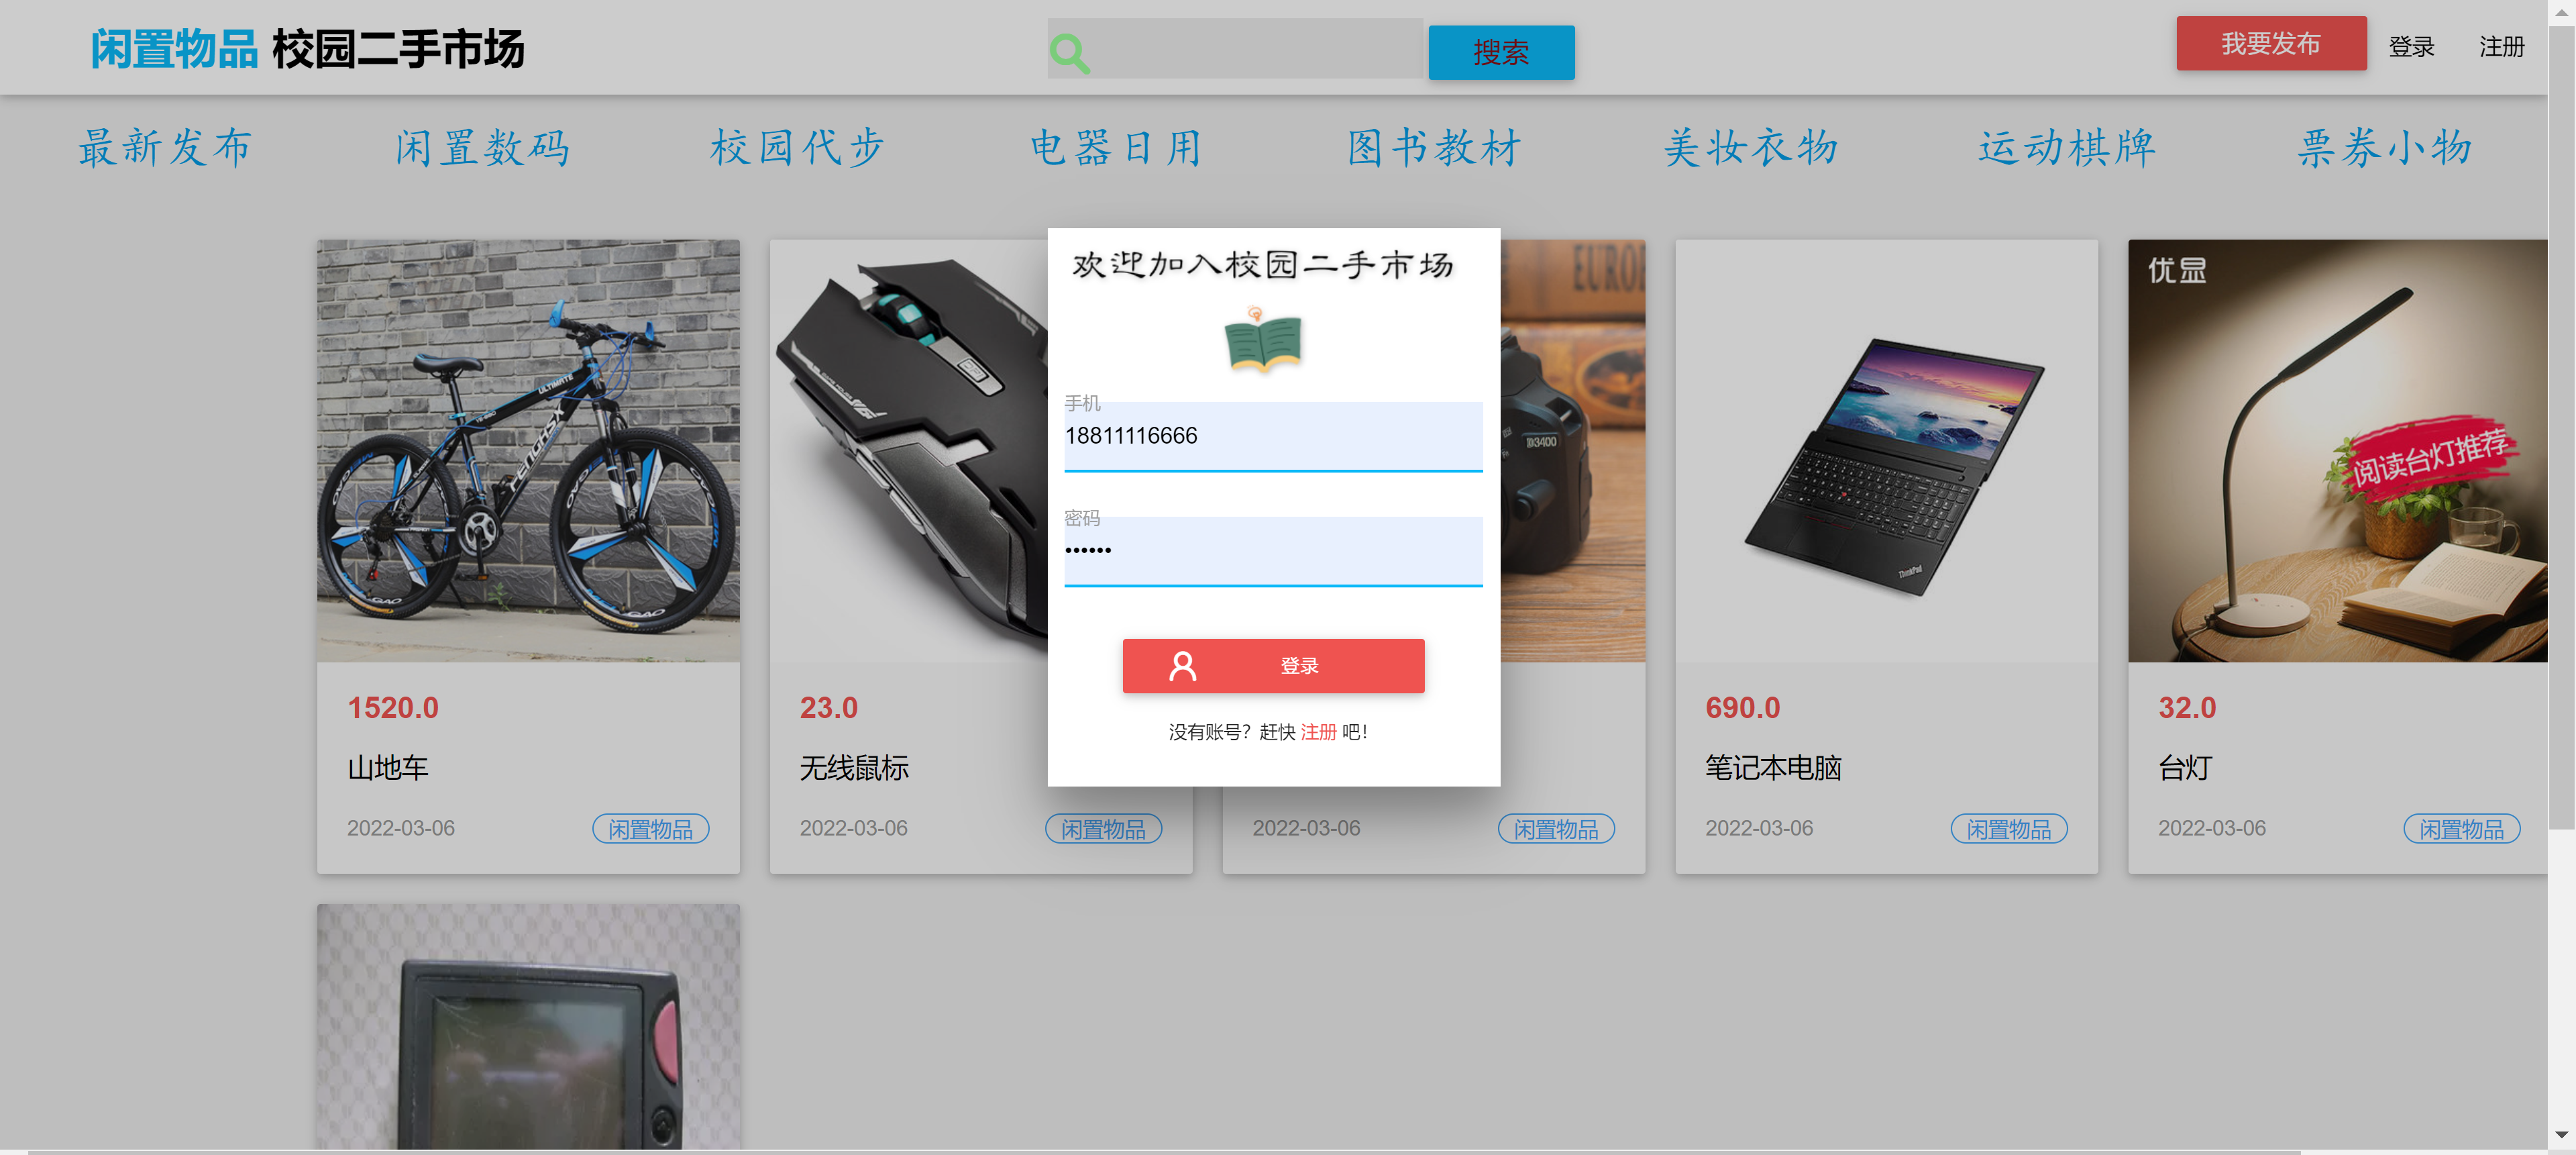 闲置物品 校园二手市场
搜索
我要发布
登录
注册
最新发布
闲置数码
校园代步
电器日用
图书教材
美妆衣物
运动棋牌
票券小物
欢迎加入校园二手市场
手机
18811116666
密码
••••••
登录
没有账号？赶快 注册 吧！
ULTIMATE
FENGHSX
D3400
ThinkPad
优显
阅读台灯推荐
1520.0
山地车
2022-03-06
闲置物品
23.0
无线鼠标
2022-03-06
闲置物品
2022-03-06
闲置物品
690.0
笔记本电脑
2022-03-06
闲置物品
32.0
台灯
2022-03-06
闲置物品